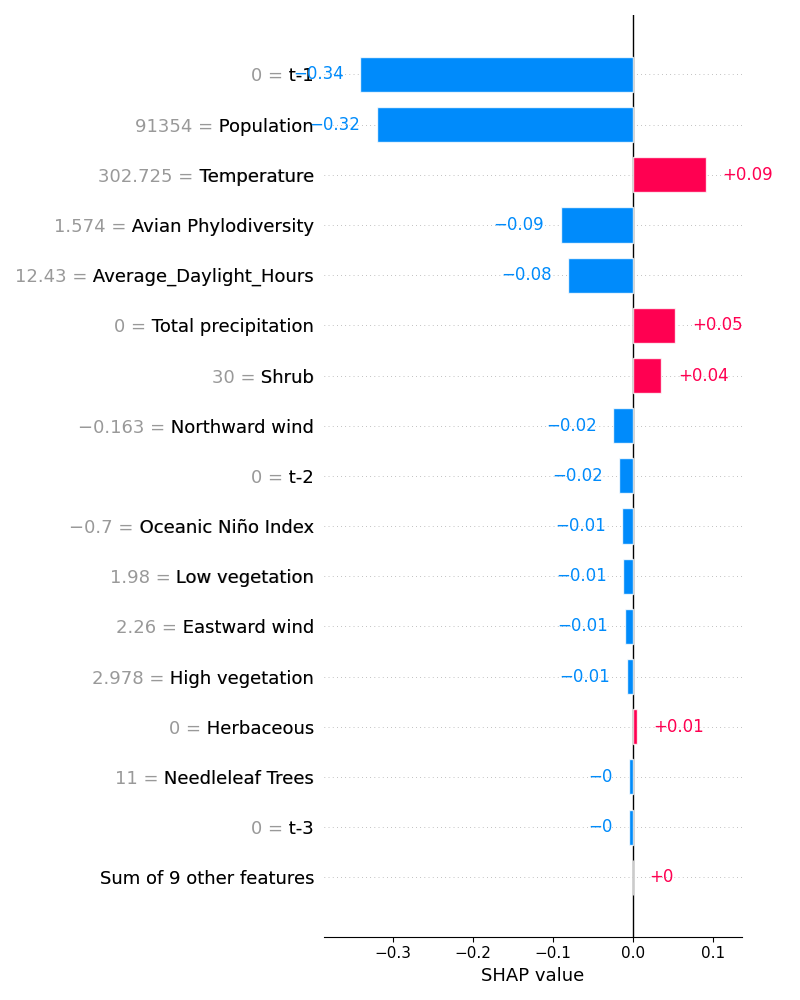 0 = t-1 −0.34
91354 = Population −0.32
302.725 = Temperature +0.09
1.574 = Avian Phylodiversity −0.09
12.43 = Average_Daylight_Hours −0.08
0 = Total precipitation +0.05
30 = Shrub +0.04
−0.163 = Northward wind −0.02
0 = t-2 −0.02
−0.7 = Oceanic Niño Index −0.01
1.98 = Low vegetation −0.01
2.26 = Eastward wind −0.01
2.978 = High vegetation −0.01
0 = Herbaceous +0.01
11 = Needleleaf Trees −0
0 = t-3 −0
Sum of 9 other features +0
−0.3 −0.2 −0.1 0.0 0.1
SHAP value